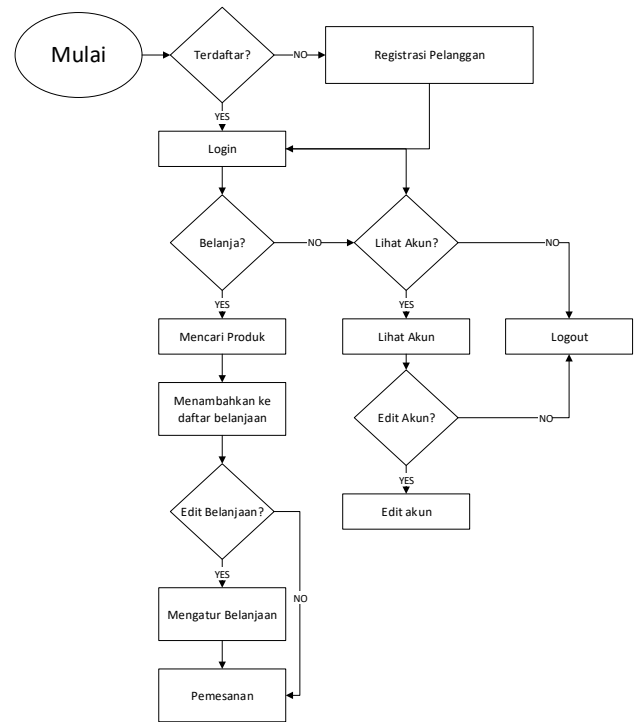 Mulai
Terdaftar?
NO
Registrasi Pelanggan
YES
Login
Belanja?
NO
Lihat Akun?
NO
YES
YES
Mencari Produk
Lihat Akun
Logout
Menambahkan ke
daftar belanjaan
Edit Akun?
NO
YES
Edit Belanjaan?
Edit akun
YES
NO
Mengatur Belanjaan
Pemesanan